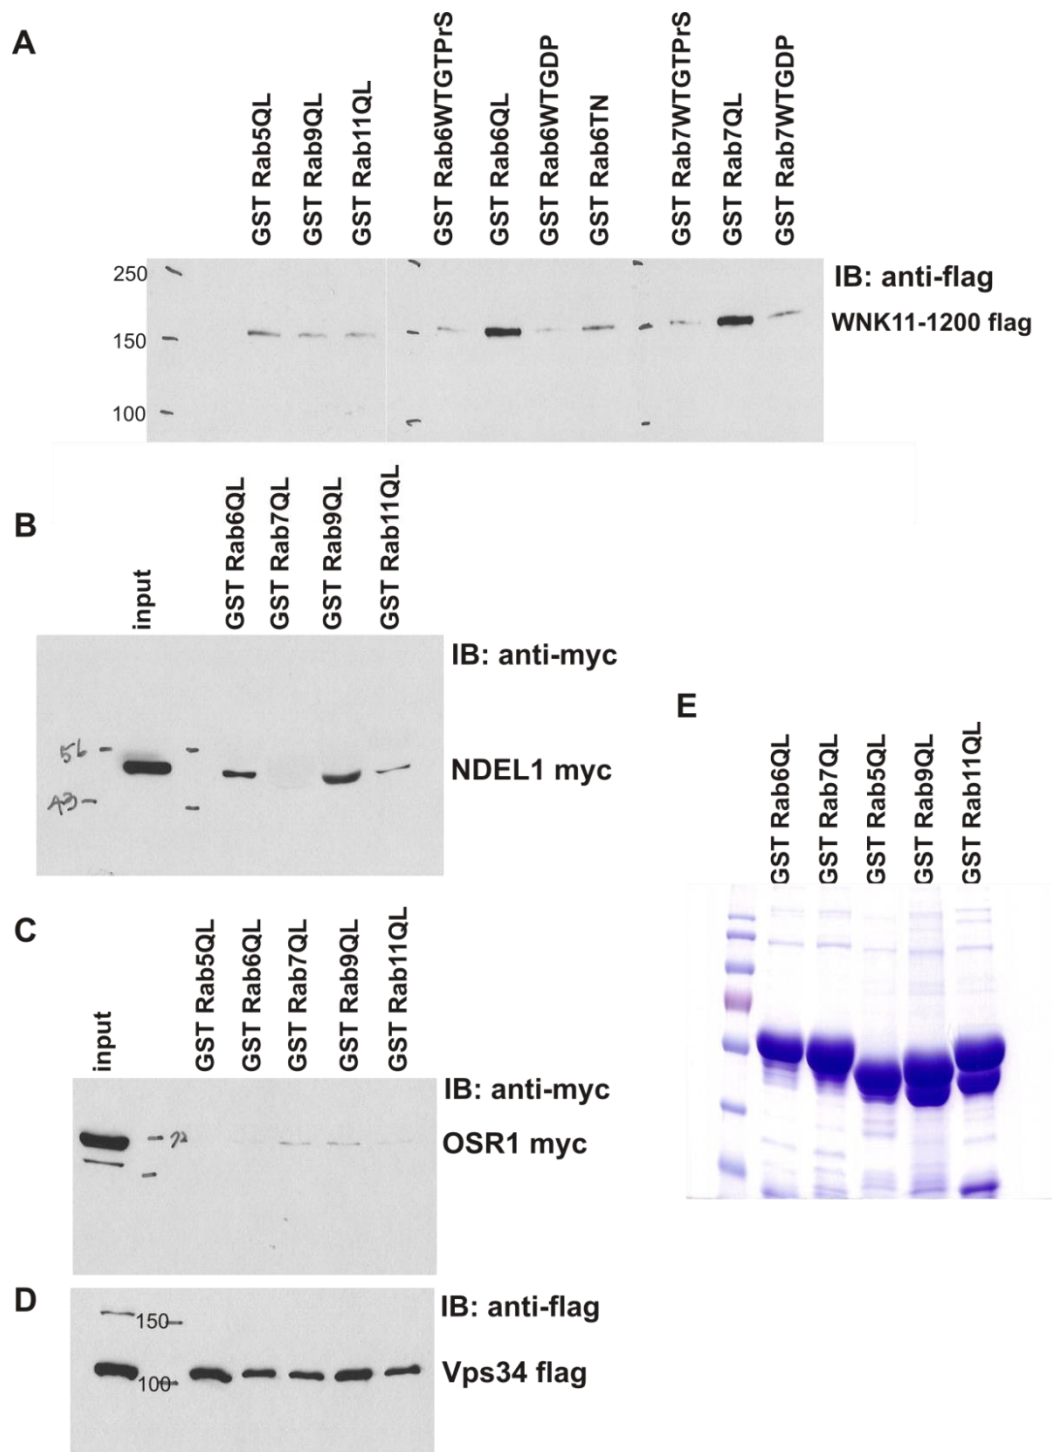 A
GST Rab5QL
GST Rab9QL
GST Rab11QL
GST Rab6WTGTPrS
GST Rab6QL
GST Rab6WTGDP
GST Rab6TN
GST Rab7WTGTPrS
GST Rab7QL
GST Rab7WTGDP
250
150
100
IB: anti-flag
WNK11-1200 flag
B
input
GST Rab6QL
GST Rab7QL
GST Rab9QL
GST Rab11QL
IB: anti-myc
56
43
NDEL1 myc
E
GST Rab6QL
GST Rab7QL
GST Rab5QL
GST Rab9QL
GST Rab11QL
C
input
GST Rab5QL
GST Rab6QL
GST Rab7QL
GST Rab9QL
GST Rab11QL
IB: anti-myc
72
OSR1 myc
D
150
100
IB: anti-flag
Vps34 flag